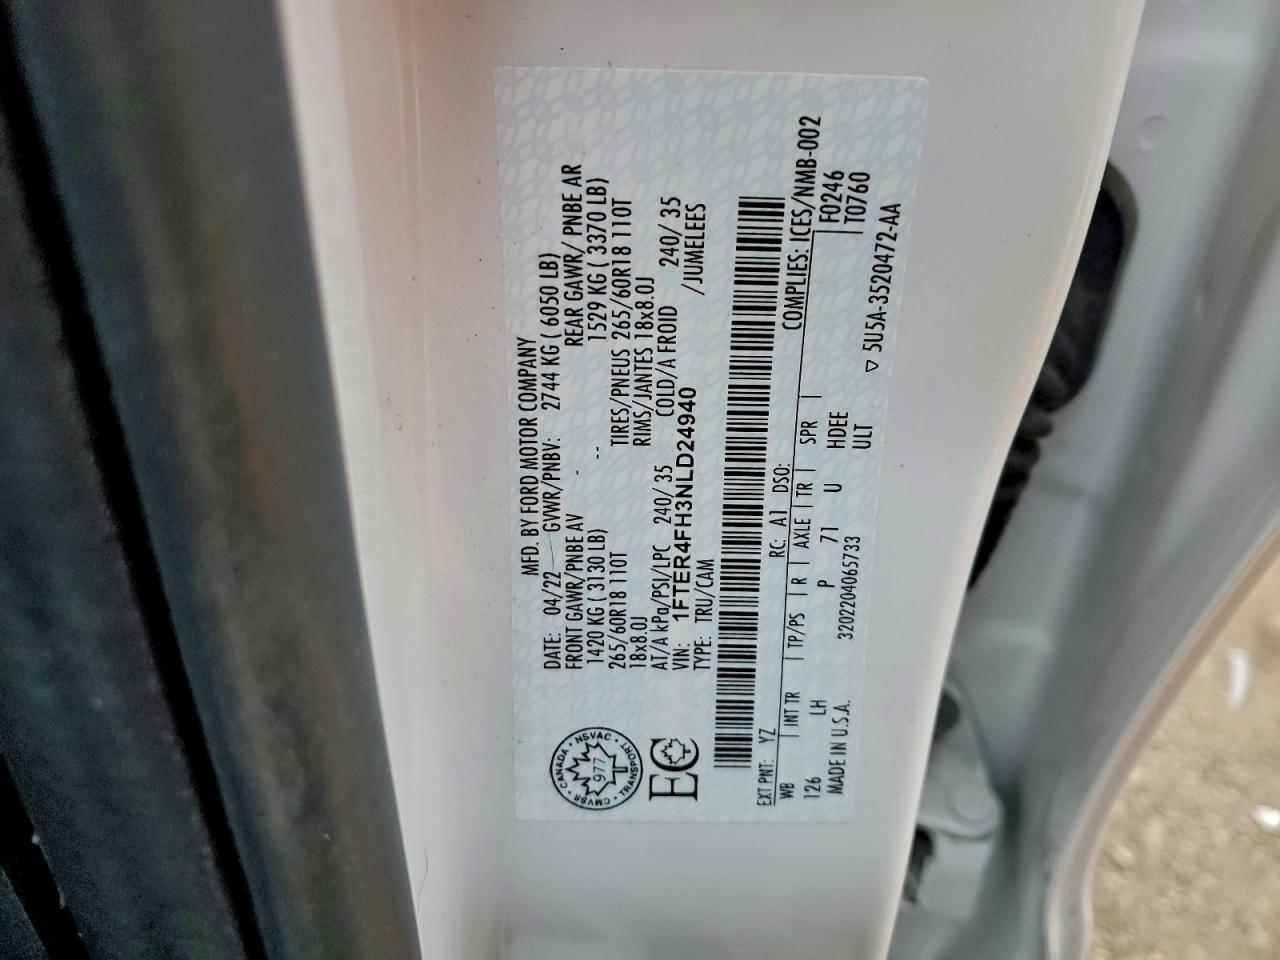 MFD. BY FORD MOTOR COMPANY
DATE: 04/22 GVWR/PNBV: 2744 KG ( 6050 LB)
FRONT GAWR/PNBE AV - REAR GAWR/ PNBE AR
1420 KG ( 3130 LB) -- 1529 KG ( 3370 LB)
265/60R18 110T TIRES/PNEUS 265/60R18 110T
18x8.0J RIMS/JANTES 18x8.0J
AT/A kPa/PSI/LPC 240/ 35 COLD/A FROID 240/ 35
VIN: 1FTER4FH3NLD24940 /JUMELEES
TYPE: TRU/CAM
CANADA • NSVAC • TRANSPORT • CMVSS •
977
EC
EXT PNT: YZ RC: A1 DSO: COMPLIES: ICES/NMB-002
WB INT TR TP/PS R AXLE TR SPR F0246
126 LH P 71 U HDEE T0760
ULT
MADE IN U.S.A. 3202204065733 ▽ 5U5A-3520472-AA